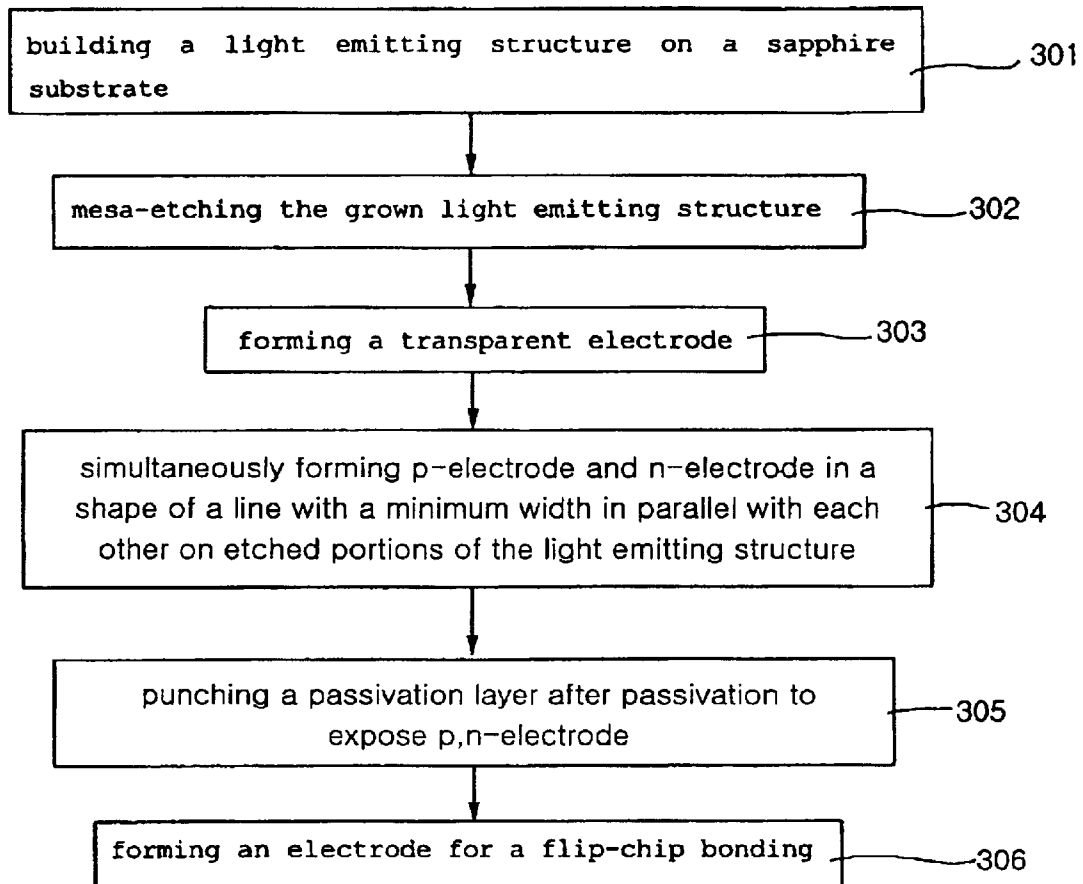 building a light emitting structure on a sapphire
substrate
301
mesa-etching the grown light emitting structure
302
forming a transparent electrode
303
simultaneously forming p-electrode and n-electrode in a
shape of a line with a minimum width in parallel with each
other on etched portions of the light emitting structure
304
punching a passivation layer after passivation to
expose p,n-electrode
305
forming an electrode for a flip-chip bonding
306